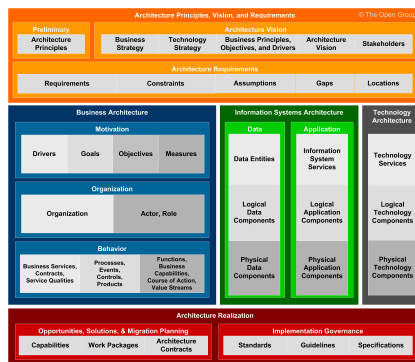 Architecture Principles, Vision, and Requirements
© The Open Group
Preliminary
Architecture
Principles
Architecture Vision
Business
Strategy
Technology
Strategy
Business Principles,
Objectives, and Drivers
Architecture
Vision
Stakeholders
Architecture Requirements
Requirements
Constraints
Assumptions
Gaps
Locations
Business Architecture
Motivation
Drivers
Goals
Objectives
Measures
Organization
Organization
Actor, Role
Behavior
Business Services,
Contracts,
Service Qualities
Processes,
Events,
Controls,
Products
Functions,
Business
Capabilities,
Course of Action,
Value Streams
Information Systems Architecture
Data
Data Entities
Logical
Data
Components
Physical
Data
Components
Application
Information
System
Services
Logical
Application
Components
Physical
Application
Components
Technology
Architecture
Technology
Services
Logical
Technology
Components
Physical
Technology
Components
Architecture Realization
Opportunities, Solutions, & Migration Planning
Capabilities
Work Packages
Architecture
Contracts
Implementation Governance
Standards
Guidelines
Specifications